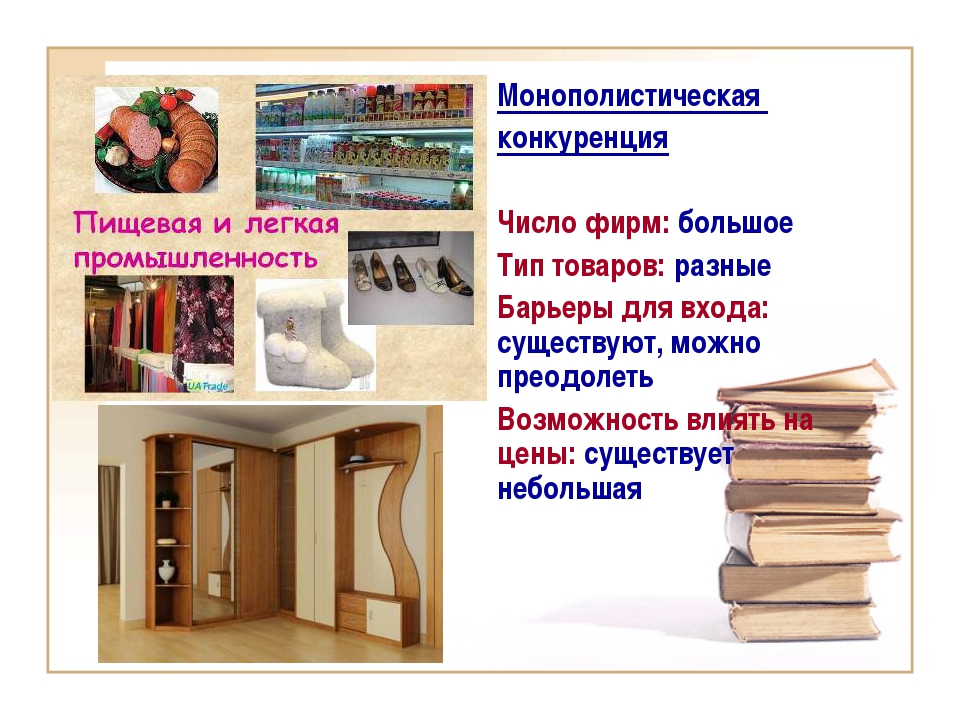 Монополистическая
конкуренция
Число фирм: большое
Тип товаров: разные
Барьеры для входа:
существуют, можно
преодолеть
Возможность влиять на
цены: существует
небольшая
Пищевая и легкая
промышленность
UATrade